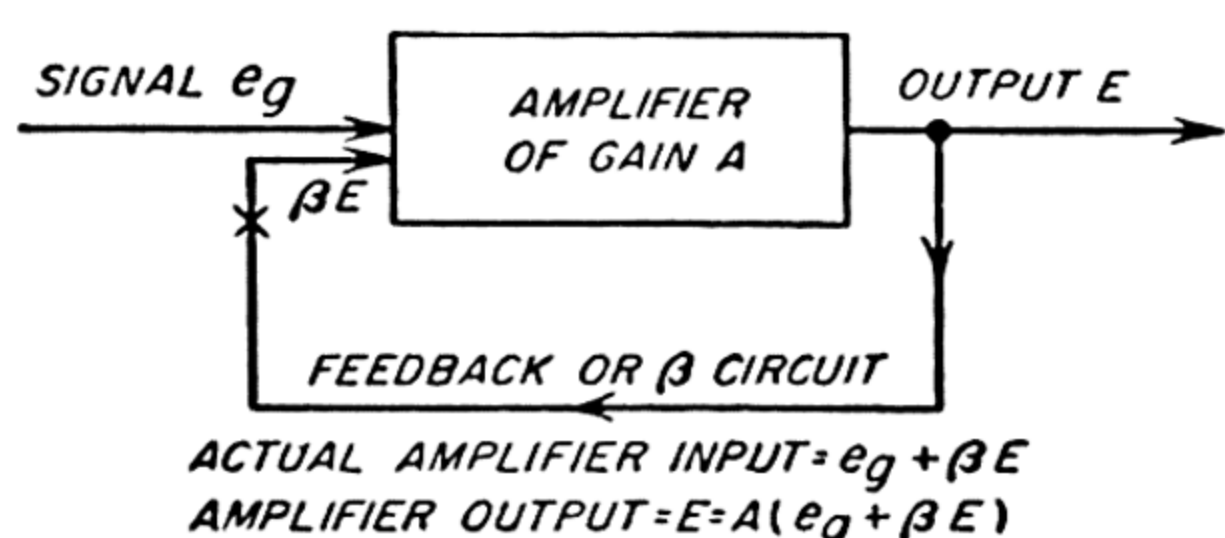 SIGNAL eg
AMPLIFIER
OF GAIN A
OUTPUT E
βE
FEEDBACK OR β CIRCUIT
ACTUAL AMPLIFIER INPUT = eg + βE
AMPLIFIER OUTPUT = E = A(eg + βE)